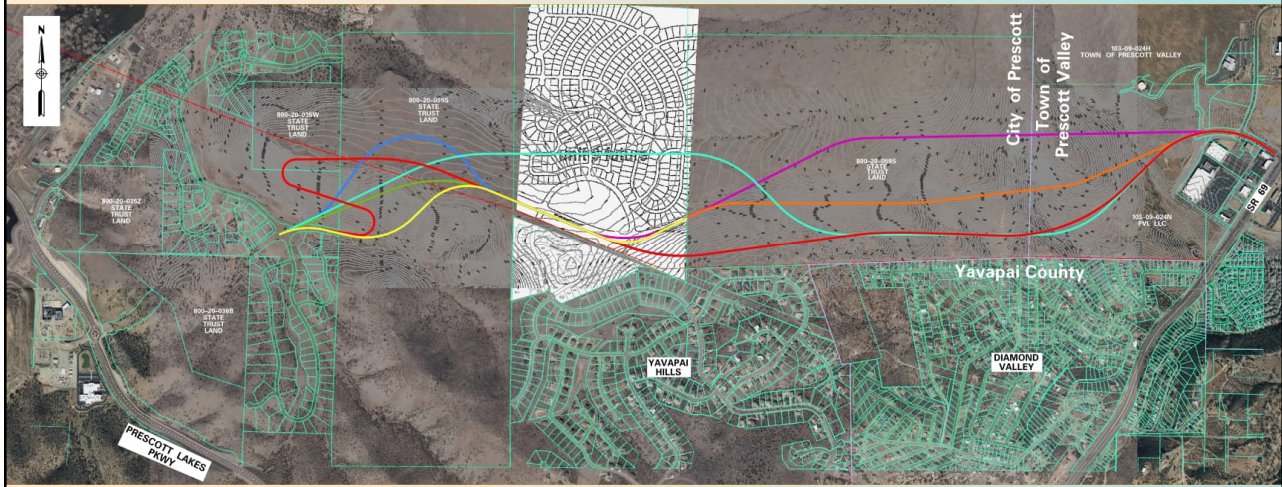 N
800-20-035W
STATE
TRUST
LAND
800-20-059S
STATE
TRUST
LAND
City of Prescott
Town of
Prescott Valley
103-09-024H
TOWN OF PRESCOTT VALLEY
800-20-059S
STATE
TRUST
LAND
800-20-035Z
STATE
TRUST
LAND
SR 69
103-09-024N
PVL LLC
Yavapai County
800-20-036B
STATE
TRUST
LAND
YAVAPAI
HILLS
DIAMOND
VALLEY
PRESCOTT LAKES
PKWY